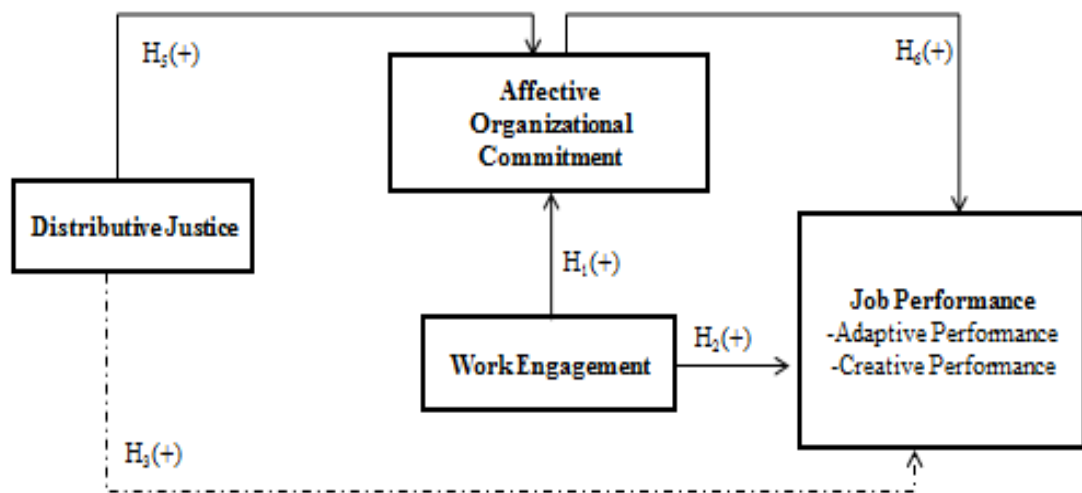 H₅(+)
H₆(+)
Affective
Organizational
Commitment
Distributive Justice
H₁(+)
Job Performance
-Adaptive Performance
-Creative Performance
H₂(+)
Work Engagement
H₃(+)